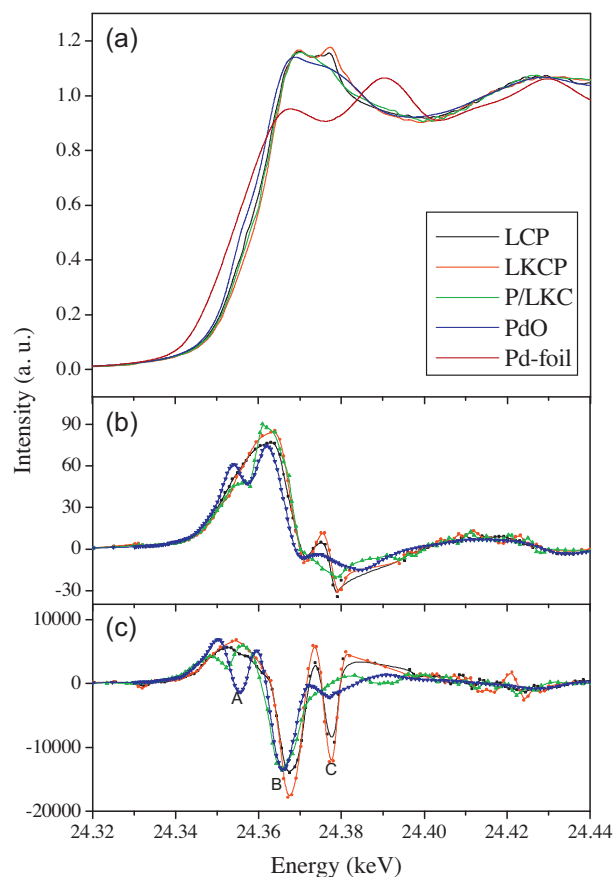 (a)
1.2
1.0
0.8
0.6
0.4
0.2
0.0
LCP
LKCP
P/LKC
PdO
Pd-foil
Intensity (a. u.)
(b)
90
60
30
0
-30
(c)
10000
0
-10000
-20000
A
B
C
24.32 24.34 24.36 24.38 24.40 24.42 24.44
Energy (keV)